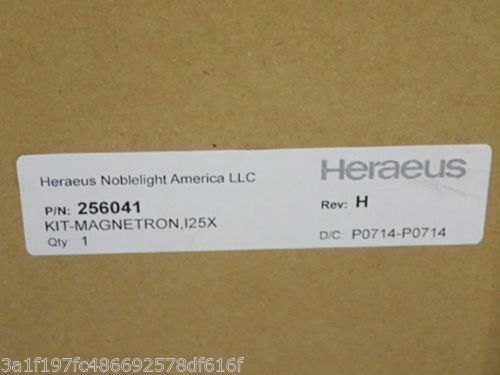 Heraeus Noblelight America LLC
Heraeus
P/N: 256041
Rev: H
KIT-MAGNETRON,I25X
Qty: 1
D/C: P0714-P0714
3a1f197fc486692578df616f